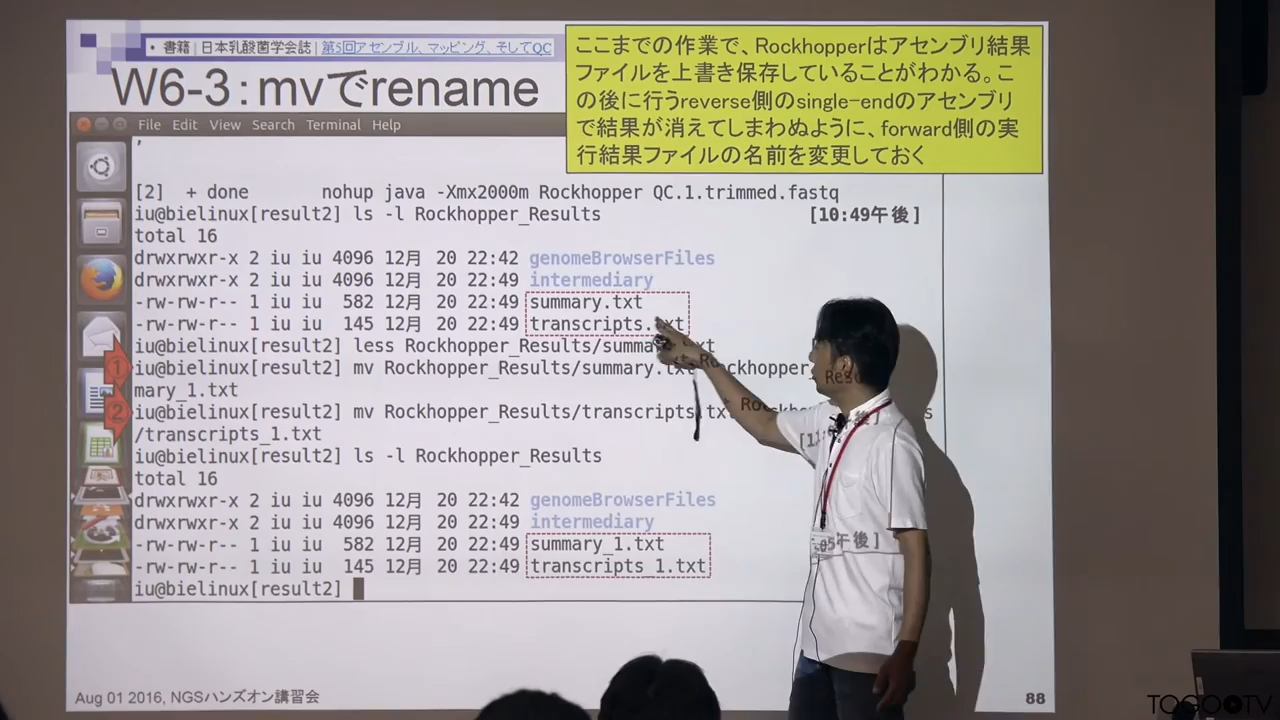 • 書籍 | 日本乳酸菌学会誌 | 第5回アセンブル、マッピング、そしてQC
W6-3：mvでrename
ここまでの作業で、Rockhopperはアセンブリ結果
ファイルを上書き保存していることがわかる。こ
の後に行うreverse側のsingle-endのアセンブリ
で結果が消えてしまわぬように、forward側の実
行結果ファイルの名前を変更しておく
File Edit View Search Terminal Help
[2]  + done       nohup java -Xmx2000m Rockhopper QC.1.trimmed.fastq
iu@bielinux[result2] ls -l Rockhopper_Results [10:49午後]
total 16
drwxrwxr-x 2 iu iu 4096 12月 20 22:42 genomeBrowserFiles
drwxrwxr-x 2 iu iu 4096 12月 20 22:49 intermediary
-rw-rw-r-- 1 iu iu  582 12月 20 22:49 summary.txt
-rw-rw-r-- 1 iu iu  145 12月 20 22:49 transcripts.txt
iu@bielinux[result2] less Rockhopper_Results/summary.txt
① iu@bielinux[result2] mv Rockhopper_Results/summary.txt Rockhopper_
mary_1.txt
② iu@bielinux[result2] mv Rockhopper_Results/transcripts.txt
/transcripts_1.txt
iu@bielinux[result2] ls -l Rockhopper_Results
total 16
drwxrwxr-x 2 iu iu 4096 12月 20 22:42 genomeBrowserFiles
drwxrwxr-x 2 iu iu 4096 12月 20 22:49 intermediary
-rw-rw-r-- 1 iu iu  582 12月 20 22:49 summary_1.txt
-rw-rw-r-- 1 iu iu  145 12月 20 22:49 transcripts_1.txt
iu@bielinux[result2]
Aug 01 2016, NGSハンズオン講習会
88
TOGOTV